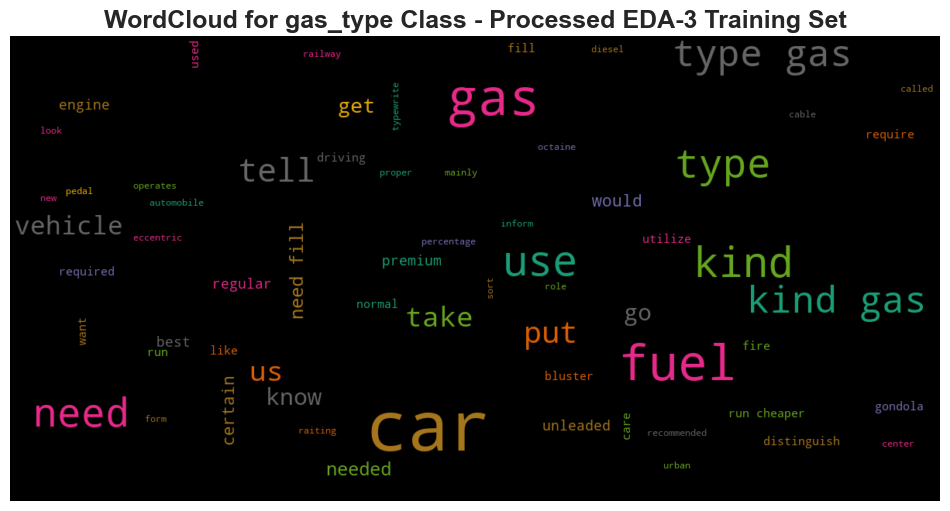 WordCloud for gas_type Class - Processed EDA-3 Training Set
used
railway
fill
diesel
type gas
engine
get
typewrite
gas
called
cable
look
require
tell
driving
octaine
type
proper
mainly
new
pedal
operates
automobile
would
vehicle
eccentric
inform
percentage
utilize
required
need fill
premium
use
kind
regular
sort
role
kind gas
normal
take
go
want
best
run
like
put
fire
us
fuel
know
bluster
need
form
certain
car
raiting
unleaded
care
recommended
run cheaper
gondola
distinguish
center
needed
urban